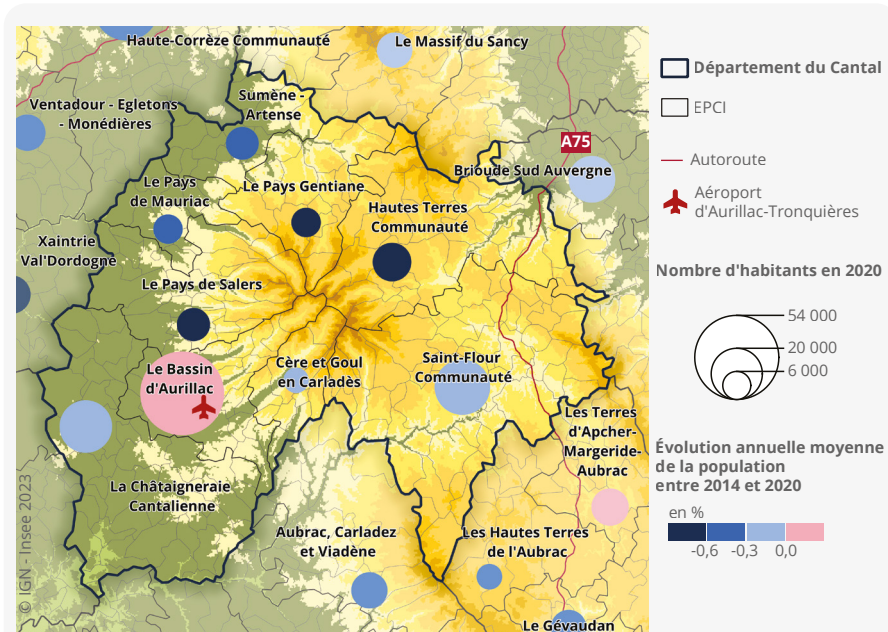 Haute-Corrèze Communauté
Le Massif du Sancy
Ventadour - Egletons
- Monédières
Sumène -
Artense
A75
Brioude Sud Auvergne
Le Pays
de Mauriac
Le Pays Gentiane
Hautes Terres
Communauté
Xaintrie
Val'Dordogne
Le Pays de Salers
Le Bassin
d'Aurillac
Cère et Goul
en Carladès
Saint-Flour
Communauté
Les Terres
d'Apcher-
Margeride-
Aubrac
La Châtaigneraie
Cantalienne
Aubrac, Carladez
et Viadène
Les Hautes Terres
de l'Aubrac
Le Gévaudan
© IGN - Insee 2023
Département du Cantal
EPCI
Autoroute
Aéroport
d'Aurillac-Tronquières
Nombre d'habitants en 2020
54 000
20 000
6 000
Évolution annuelle moyenne
de la population
entre 2014 et 2020
en %
-0,6 -0,3 0,0